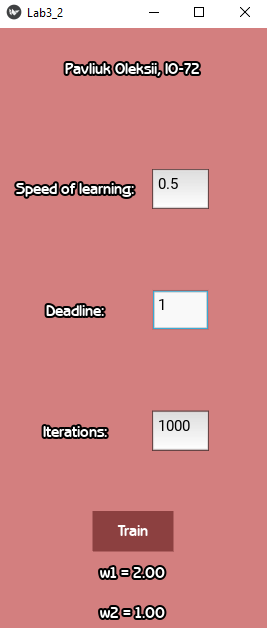 Lab3_2
Pavliuk Oleksii, IO-72
Speed of learning: 0.5
Deadline: 1
Iterations: 1000
Train
w1 = 2.00
w2 = 1.00